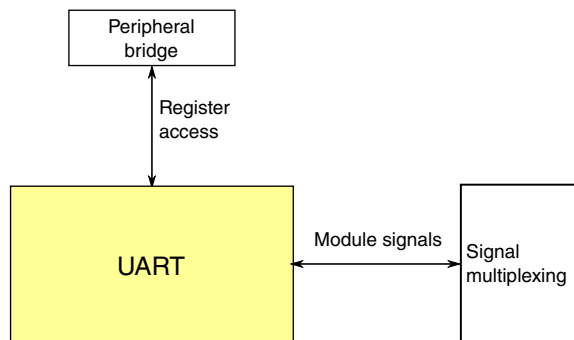 Peripheral
bridge
Register
access
UART
Module signals
Signal
multiplexing